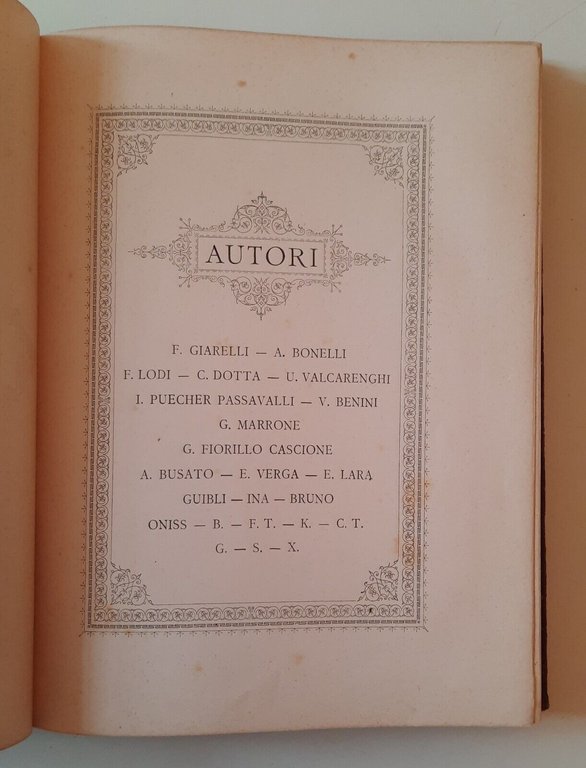 AUTORI
F. GIARELLI — A. BONELLI
F. LODI — C. DOTTA — U. VALCARENGHI
I. PUECHER PASSAVALLI — V. BENINI
G. MARRONE
G. FIORILLO CASCIONE
A. BUSATO — E. VERGA — E. LARA
GUIBLI — INA — BRUNO
ONISS — B. — F. T. — K. — C. T.
G. — S. — X.